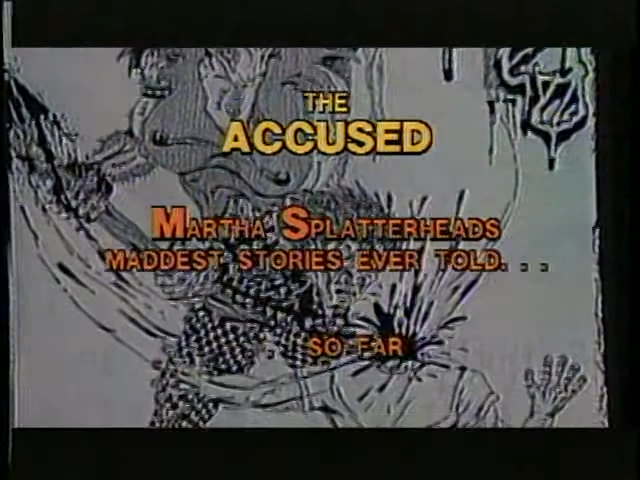 THE
ACCUSED
MARTHA SPLATTERHEADS
MADDEST STORIES EVER TOLD. . .
. . . SO FAR